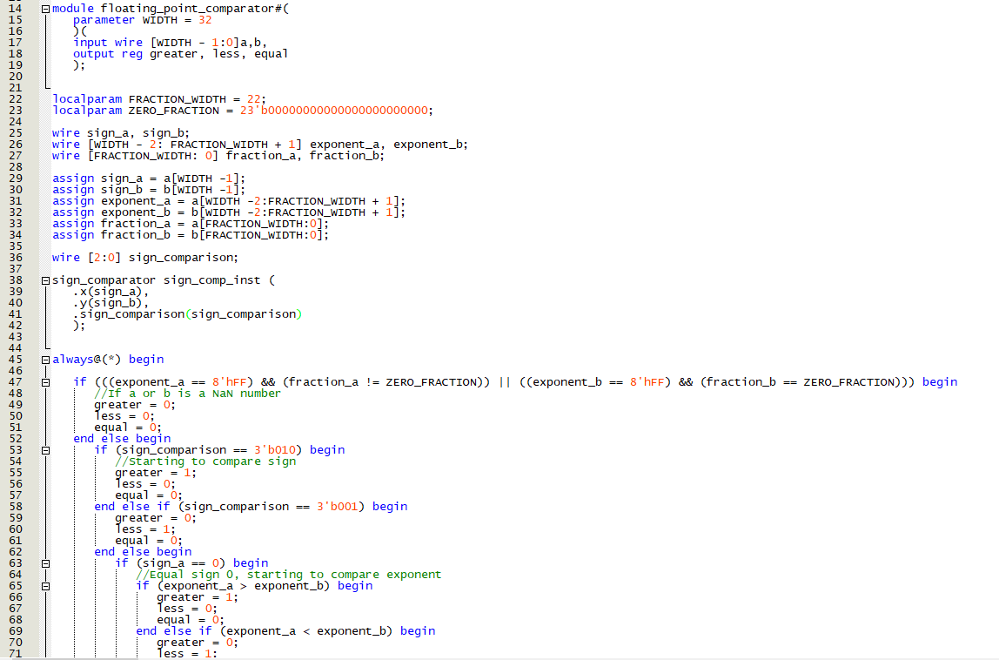 14 module floating_point_comparator#(
15 parameter WIDTH = 32
16 )(
17 input wire [WIDTH - 1:0]a,b,
18 output reg greater, less, equal
19 );
20
21
22 localparam FRACTION_WIDTH = 22;
23 localparam ZERO_FRACTION = 23'b00000000000000000000000;
24
25 wire sign_a, sign_b;
26 wire [WIDTH - 2: FRACTION_WIDTH + 1] exponent_a, exponent_b;
27 wire [FRACTION_WIDTH: 0] fraction_a, fraction_b;
28
29 assign sign_a = a[WIDTH -1];
30 assign sign_b = b[WIDTH -1];
31 assign exponent_a = a[WIDTH -2:FRACTION_WIDTH + 1];
32 assign exponent_b = b[WIDTH -2:FRACTION_WIDTH + 1];
33 assign fraction_a = a[FRACTION_WIDTH:0];
34 assign fraction_b = b[FRACTION_WIDTH:0];
35
36 wire [2:0] sign_comparison;
37
38 sign_comparator sign_comp_inst (
39 .x(sign_a),
40 .y(sign_b),
41 .sign_comparison(sign_comparison)
42 );
43
44
45 always@(*) begin
46
47 if (((exponent_a == 8'hFF) && (fraction_a != ZERO_FRACTION)) || ((exponent_b == 8'hFF) && (fraction_b == ZERO_FRACTION))) begin
48 //If a or b is a NaN number
49 greater = 0;
50 less = 0;
51 equal = 0;
52 end else begin
53 if (sign_comparison == 3'b010) begin
54 //Starting to compare sign
55 greater = 1;
56 less = 0;
57 equal = 0;
58 end else if (sign_comparison == 3'b001) begin
59 greater = 0;
60 less = 1;
61 equal = 0;
62 end else begin
63 if (sign_a == 0) begin
64 //Equal sign 0, starting to compare exponent
65 if (exponent_a > exponent_b) begin
66 greater = 1;
67 less = 0;
68 equal = 0;
69 end else if (exponent_a < exponent_b) begin
70 greater = 0;
71 less = 1;